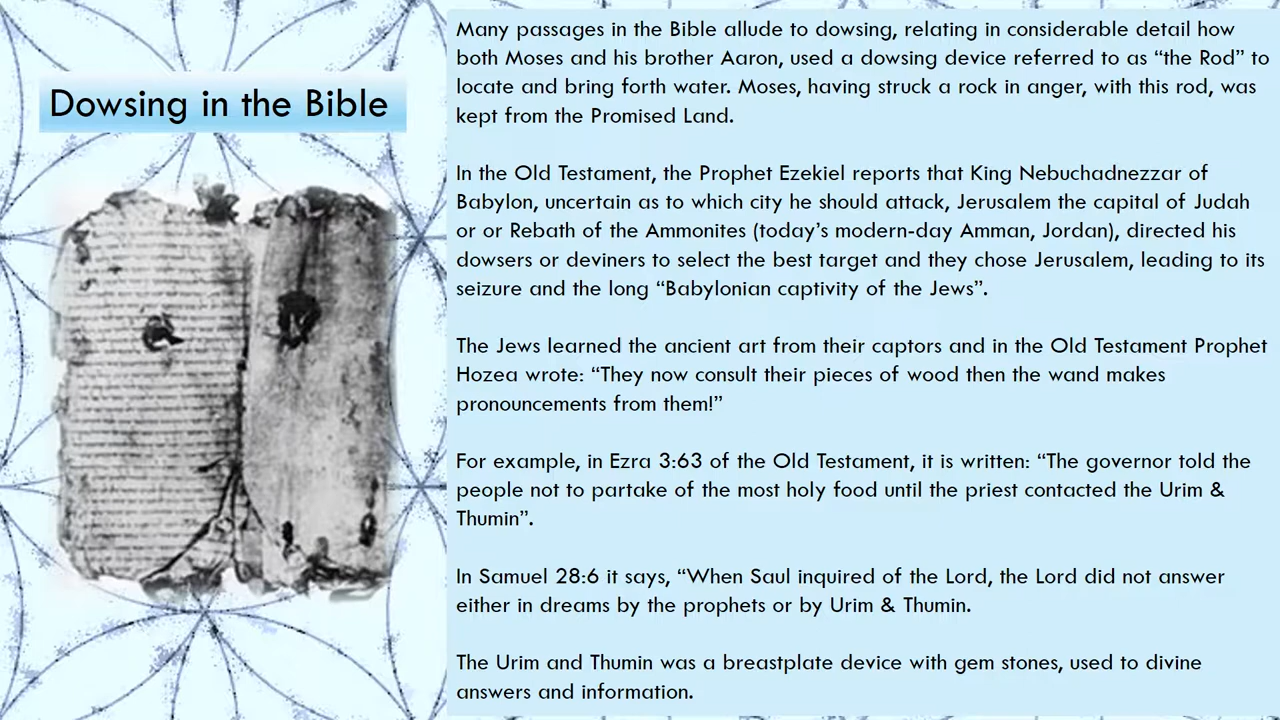 Dowsing in the Bible
Many passages in the Bible allude to dowsing, relating in considerable detail how
both Moses and his brother Aaron, used a dowsing device referred to as “the Rod” to
locate and bring forth water. Moses, having struck a rock in anger, with this rod, was
kept from the Promised Land.
In the Old Testament, the Prophet Ezekiel reports that King Nebuchadnezzar of
Babylon, uncertain as to which city he should attack, Jerusalem the capital of Judah
or or Rebath of the Ammonites (today’s modern-day Amman, Jordan), directed his
dowsers or deviners to select the best target and they chose Jerusalem, leading to its
seizure and the long “Babylonian captivity of the Jews”.
The Jews learned the ancient art from their captors and in the Old Testament Prophet
Hozea wrote: “They now consult their pieces of wood then the wand makes
pronouncements from them!”
For example, in Ezra 3:63 of the Old Testament, it is written: “The governor told the
people not to partake of the most holy food until the priest contacted the Urim &
Thumin”.
In Samuel 28:6 it says, “When Saul inquired of the Lord, the Lord did not answer
either in dreams by the prophets or by Urim & Thumin.
The Urim and Thumin was a breastplate device with gem stones, used to divine
answers and information.